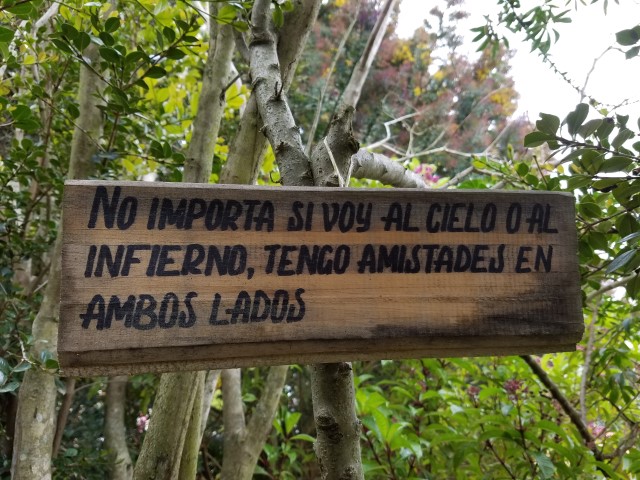 No IMPORTA SI VOY AL CIELO O AL
INFIERNO, TENGO AMISTADES EN
AMBOS LADOS